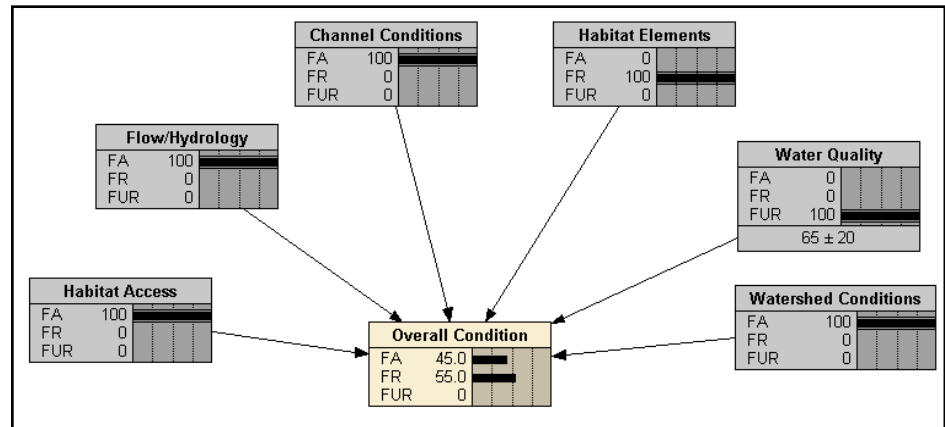 Channel Conditions
FA 100
FR 0
FUR 0
Habitat Elements
FA 0
FR 100
FUR 0
Flow/Hydrology
FA 100
FR 0
FUR 0
Water Quality
FA 0
FR 0
FUR 100
65 ± 20
Habitat Access
FA 100
FR 0
FUR 0
Watershed Conditions
FA 100
FR 0
FUR 0
Overall Condition
FA 45.0
FR 55.0
FUR 0